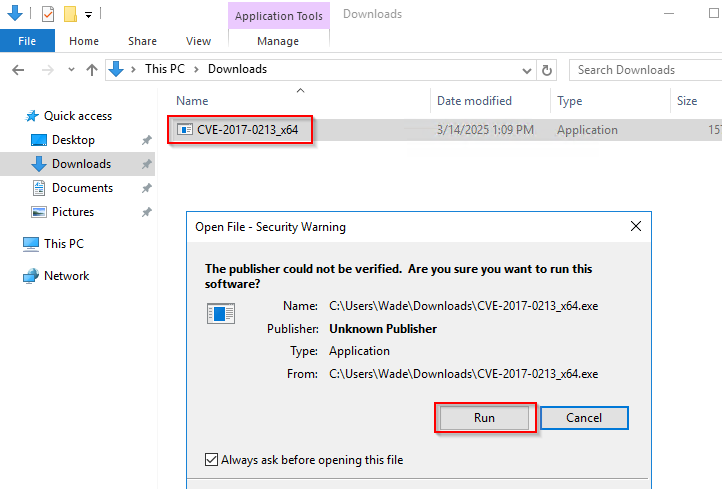 Application Tools
Downloads
File
Home
Share
View
Manage
This PC
Downloads
Search Downloads
Name
Date modified
Type
Size
Quick access
Desktop
Downloads
Documents
Pictures
This PC
Network
CVE-2017-0213_x64
3/14/2025 1:09 PM
Application
15
Open File - Security Warning
The publisher could not be verified. Are you sure you want to run this
software?
Name: C:\Users\Wade\Downloads\CVE-2017-0213_x64.exe
Publisher: Unknown Publisher
Type: Application
From: C:\Users\Wade\Downloads\CVE-2017-0213_x64.exe
Run
Cancel
Always ask before opening this file